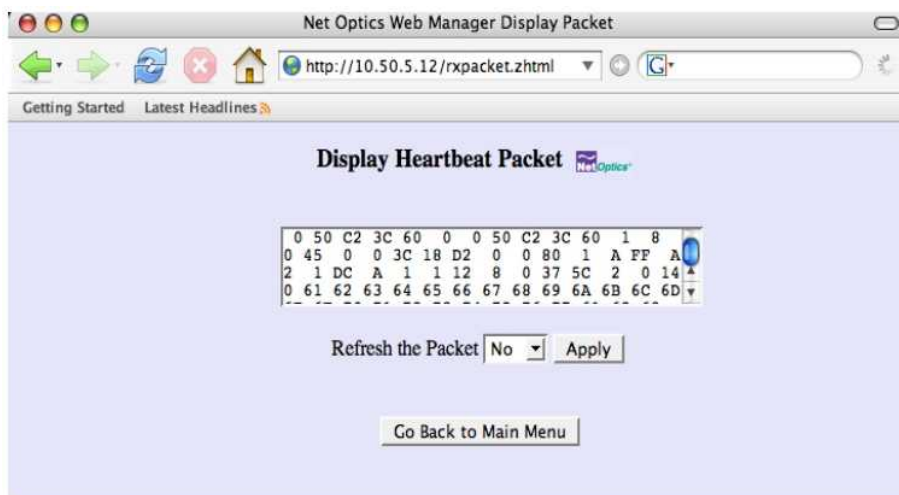 Net Optics Web Manager Display Packet
http://10.50.5.12/rxpacket.zhtml
G
Getting Started Latest Headlines
Display Heartbeat Packet Net Optics
0 50 C2 3C 60 0 0 50 C2 3C 60 1 8
0 45 0 0 3C 18 D2 0 0 80 1 A FF A
2 1 DC A 1 1 12 8 0 37 5C 2 0 14
0 61 62 63 64 65 66 67 68 69 6A 6B 6C 6D
Refresh the Packet No Apply
Go Back to Main Menu